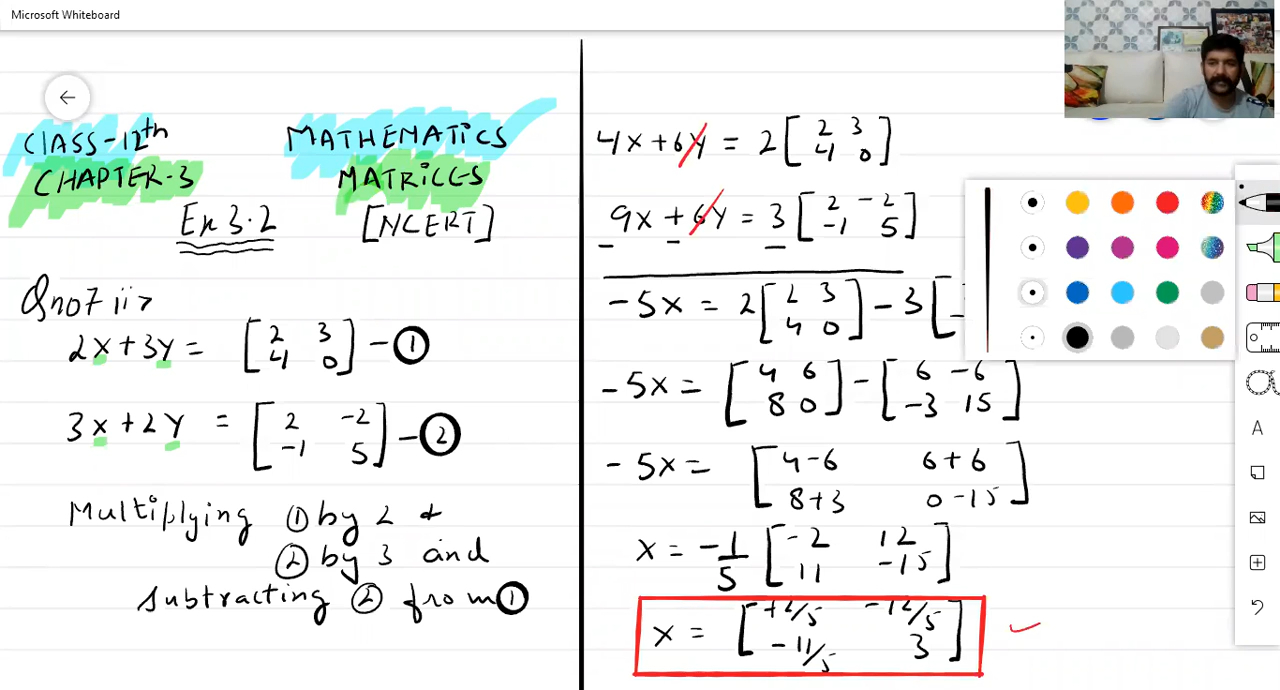 Microsoft Whiteboard
CLASS-12th MATHEMATICS
CHAPTER-3 MATRICES
Ex 3.2 [NCERT]
Qno7 ii>
2x+3y = [2 3 4 0] - ①
3x+2y = [2 -2 -1 5] - ②
Multiplying ① by 2 &
② by 3 and
subtracting ② from ①
4x+6y = 2[2 3 4 0]
9x+6y = 3[2 -2 -1 5]
-5x = 2[2 3 4 0] - 3[
-5x = [4 6 8 0] - [6 -6 -3 15]
-5x = [4-6 6+6 8+3 0-15]
x = -1/5 [-2 12 11 -15]
x = [+2/5 -12/5 -11/5 3]
A